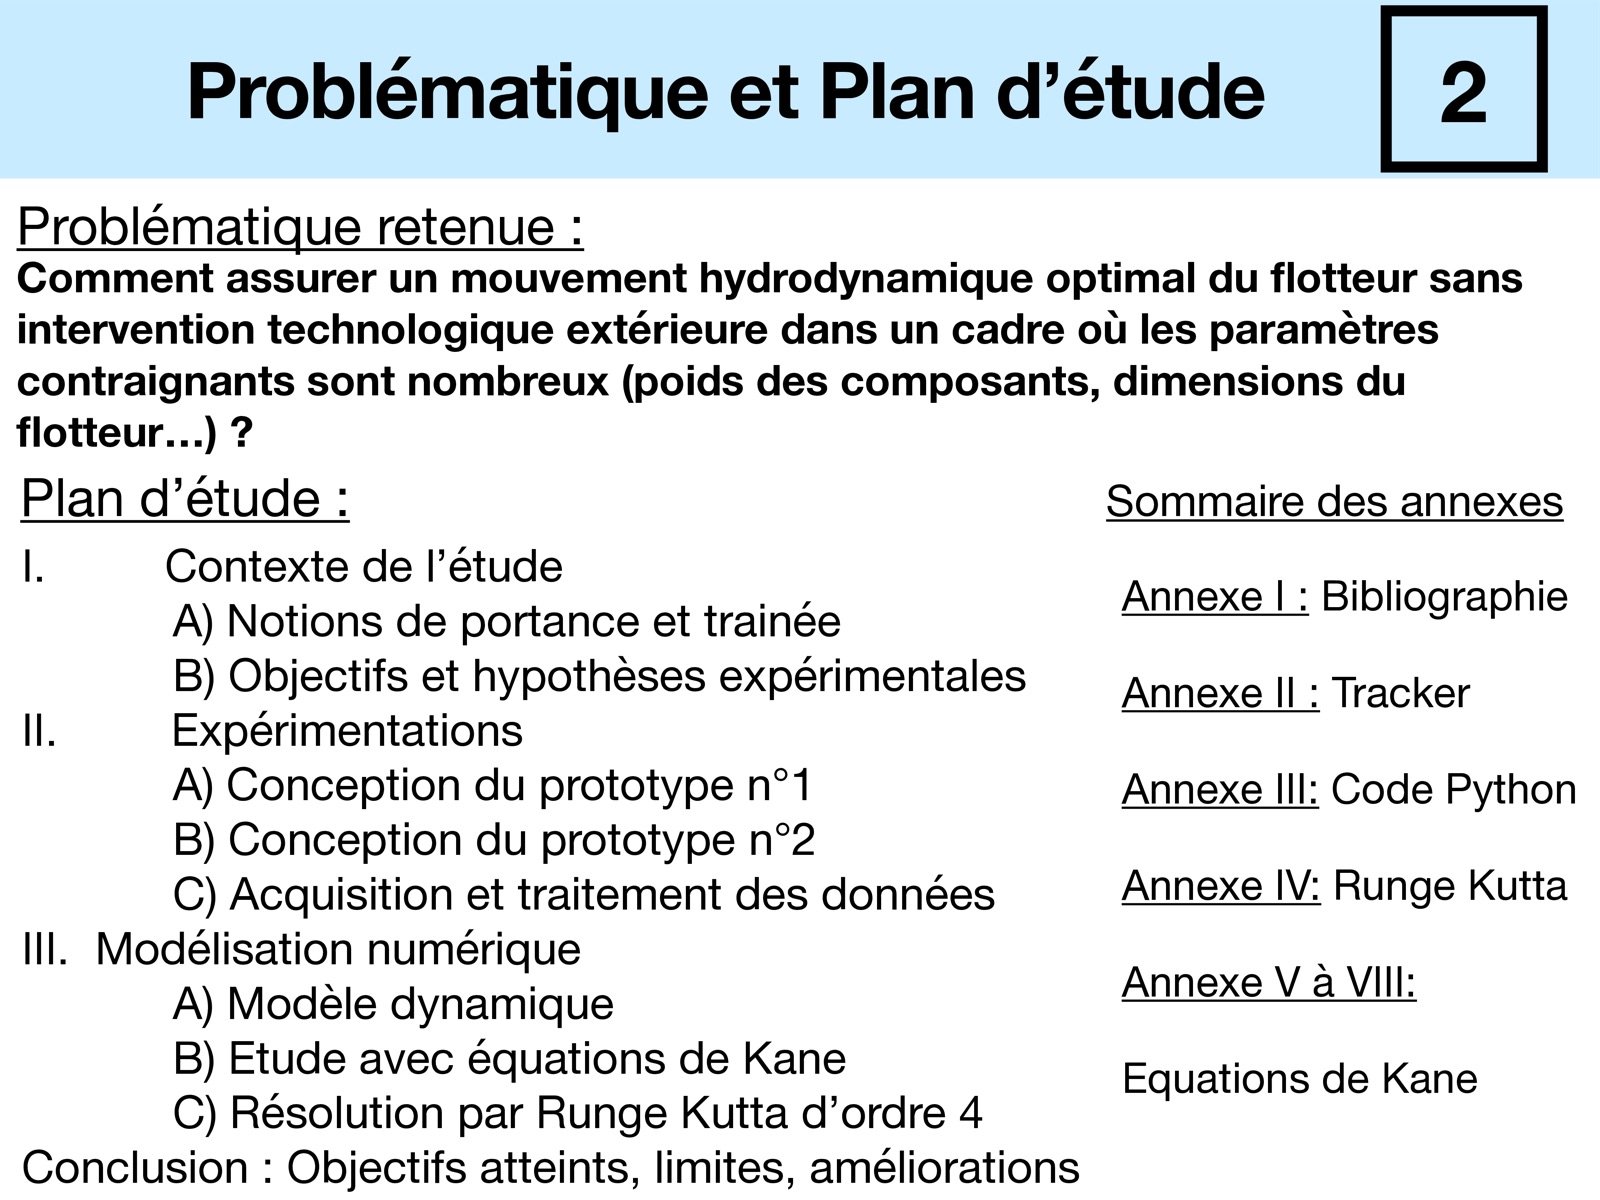 Problématique et Plan d’étude
2
Problématique retenue :
Comment assurer un mouvement hydrodynamique optimal du flotteur sans
intervention technologique extérieure dans un cadre où les paramètres
contraignants sont nombreux (poids des composants, dimensions du
flotteur…) ?
Plan d’étude :
I. Contexte de l’étude
A) Notions de portance et trainée
B) Objectifs et hypothèses expérimentales
II. Expérimentations
A) Conception du prototype n°1
B) Conception du prototype n°2
C) Acquisition et traitement des données
III. Modélisation numérique
A) Modèle dynamique
B) Etude avec équations de Kane
C) Résolution par Runge Kutta d’ordre 4
Conclusion : Objectifs atteints, limites, améliorations
Sommaire des annexes
Annexe I : Bibliographie
Annexe II : Tracker
Annexe III: Code Python
Annexe IV: Runge Kutta
Annexe V à VIII:
Equations de Kane